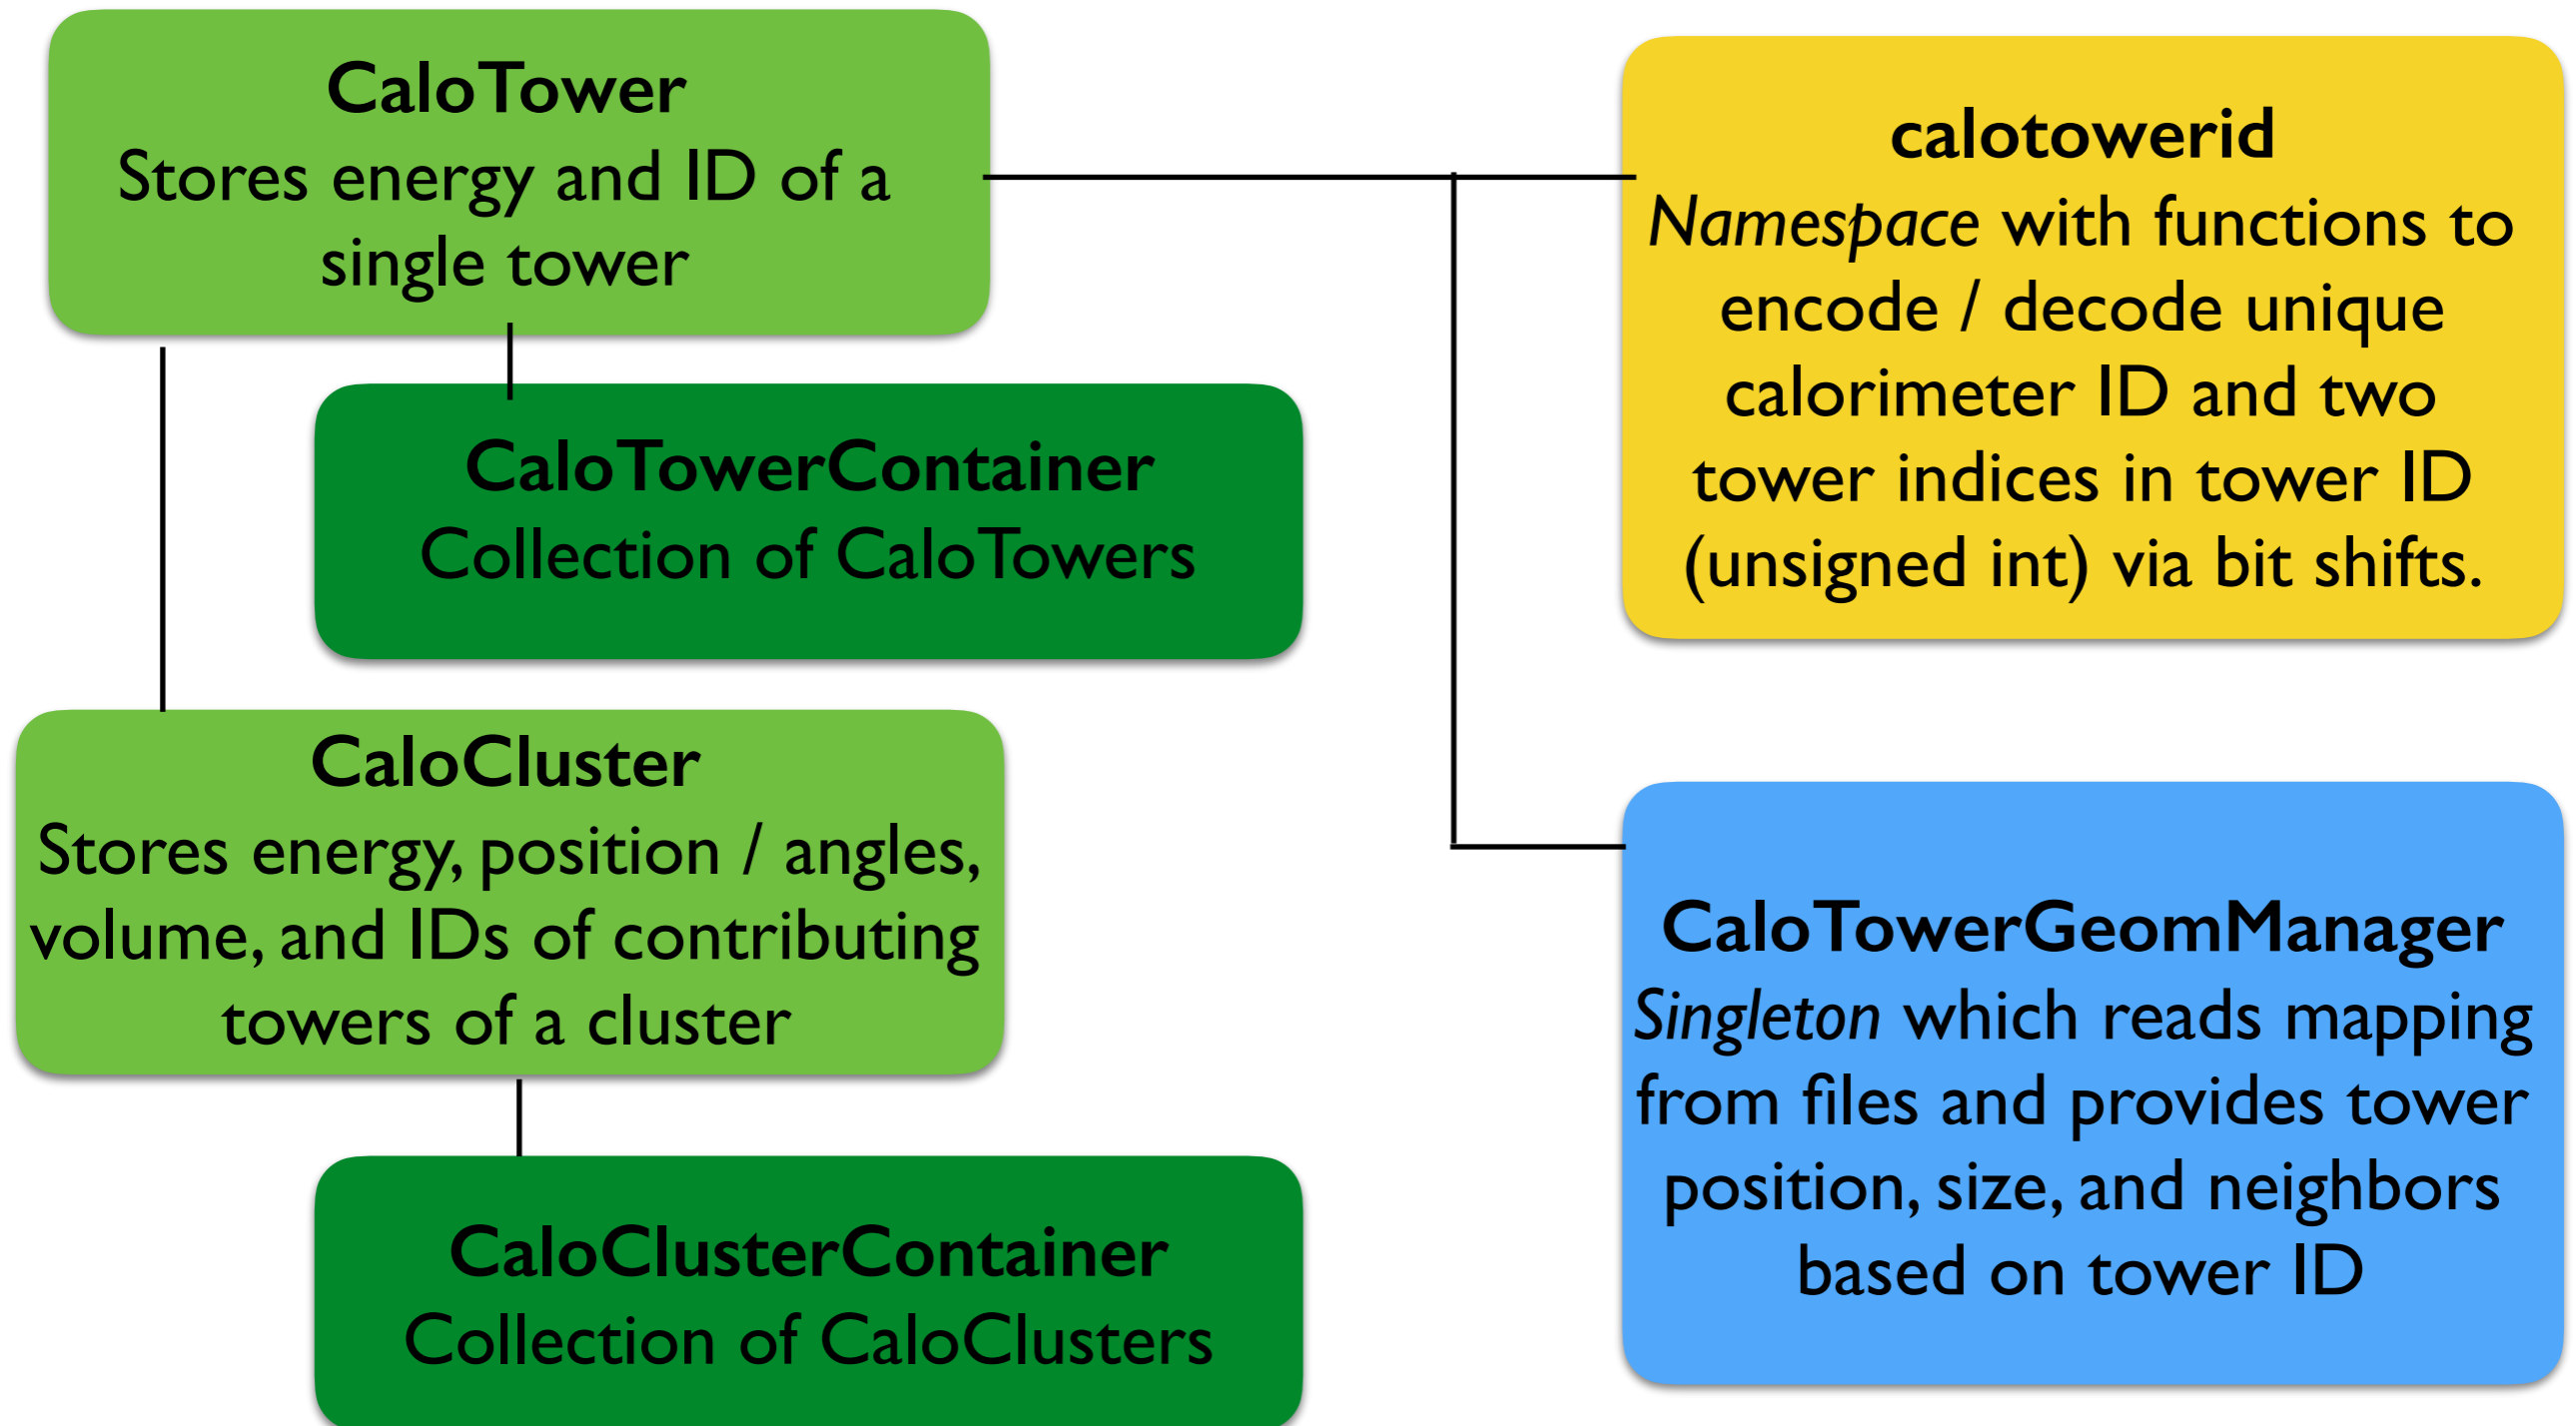 CaloTower
Stores energy and ID of a
single tower
CaloTowerContainer
Collection of CaloTowers
CaloCluster
Stores energy, position / angles,
volume, and IDs of contributing
towers of a cluster
CaloClusterContainer
Collection of CaloClusters
calotowerid
Namespace with functions to
encode / decode unique
calorimeter ID and two
tower indices in tower ID
(unsigned int) via bit shifts.
CaloTowerGeomManager
Singleton which reads mapping
from files and provides tower
position, size, and neighbors
based on tower ID